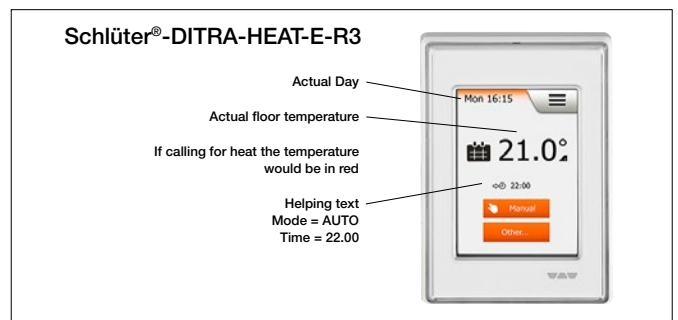 Schlüter®-DITRA-HEAT-E-R3
Actual Day
Actual floor temperature
If calling for heat the temperature
would be in red
Helping text
Mode = AUTO
Time = 22.00
Mon 16:15
21.0°
22:00
Manual
Other...